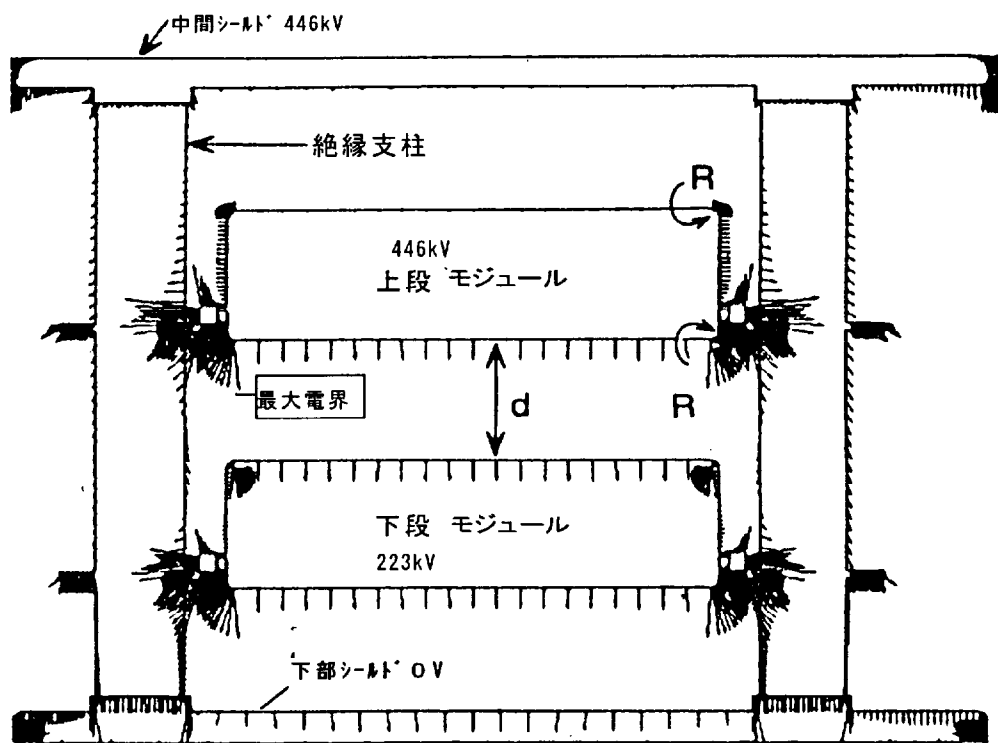 中間ｼｰﾙﾄﾞ 446kV
絶縁支柱
R
446kV
上段 モジュール
R
最大電界
d
下段 モジュール
223kV
下部ｼｰﾙﾄﾞ 0V